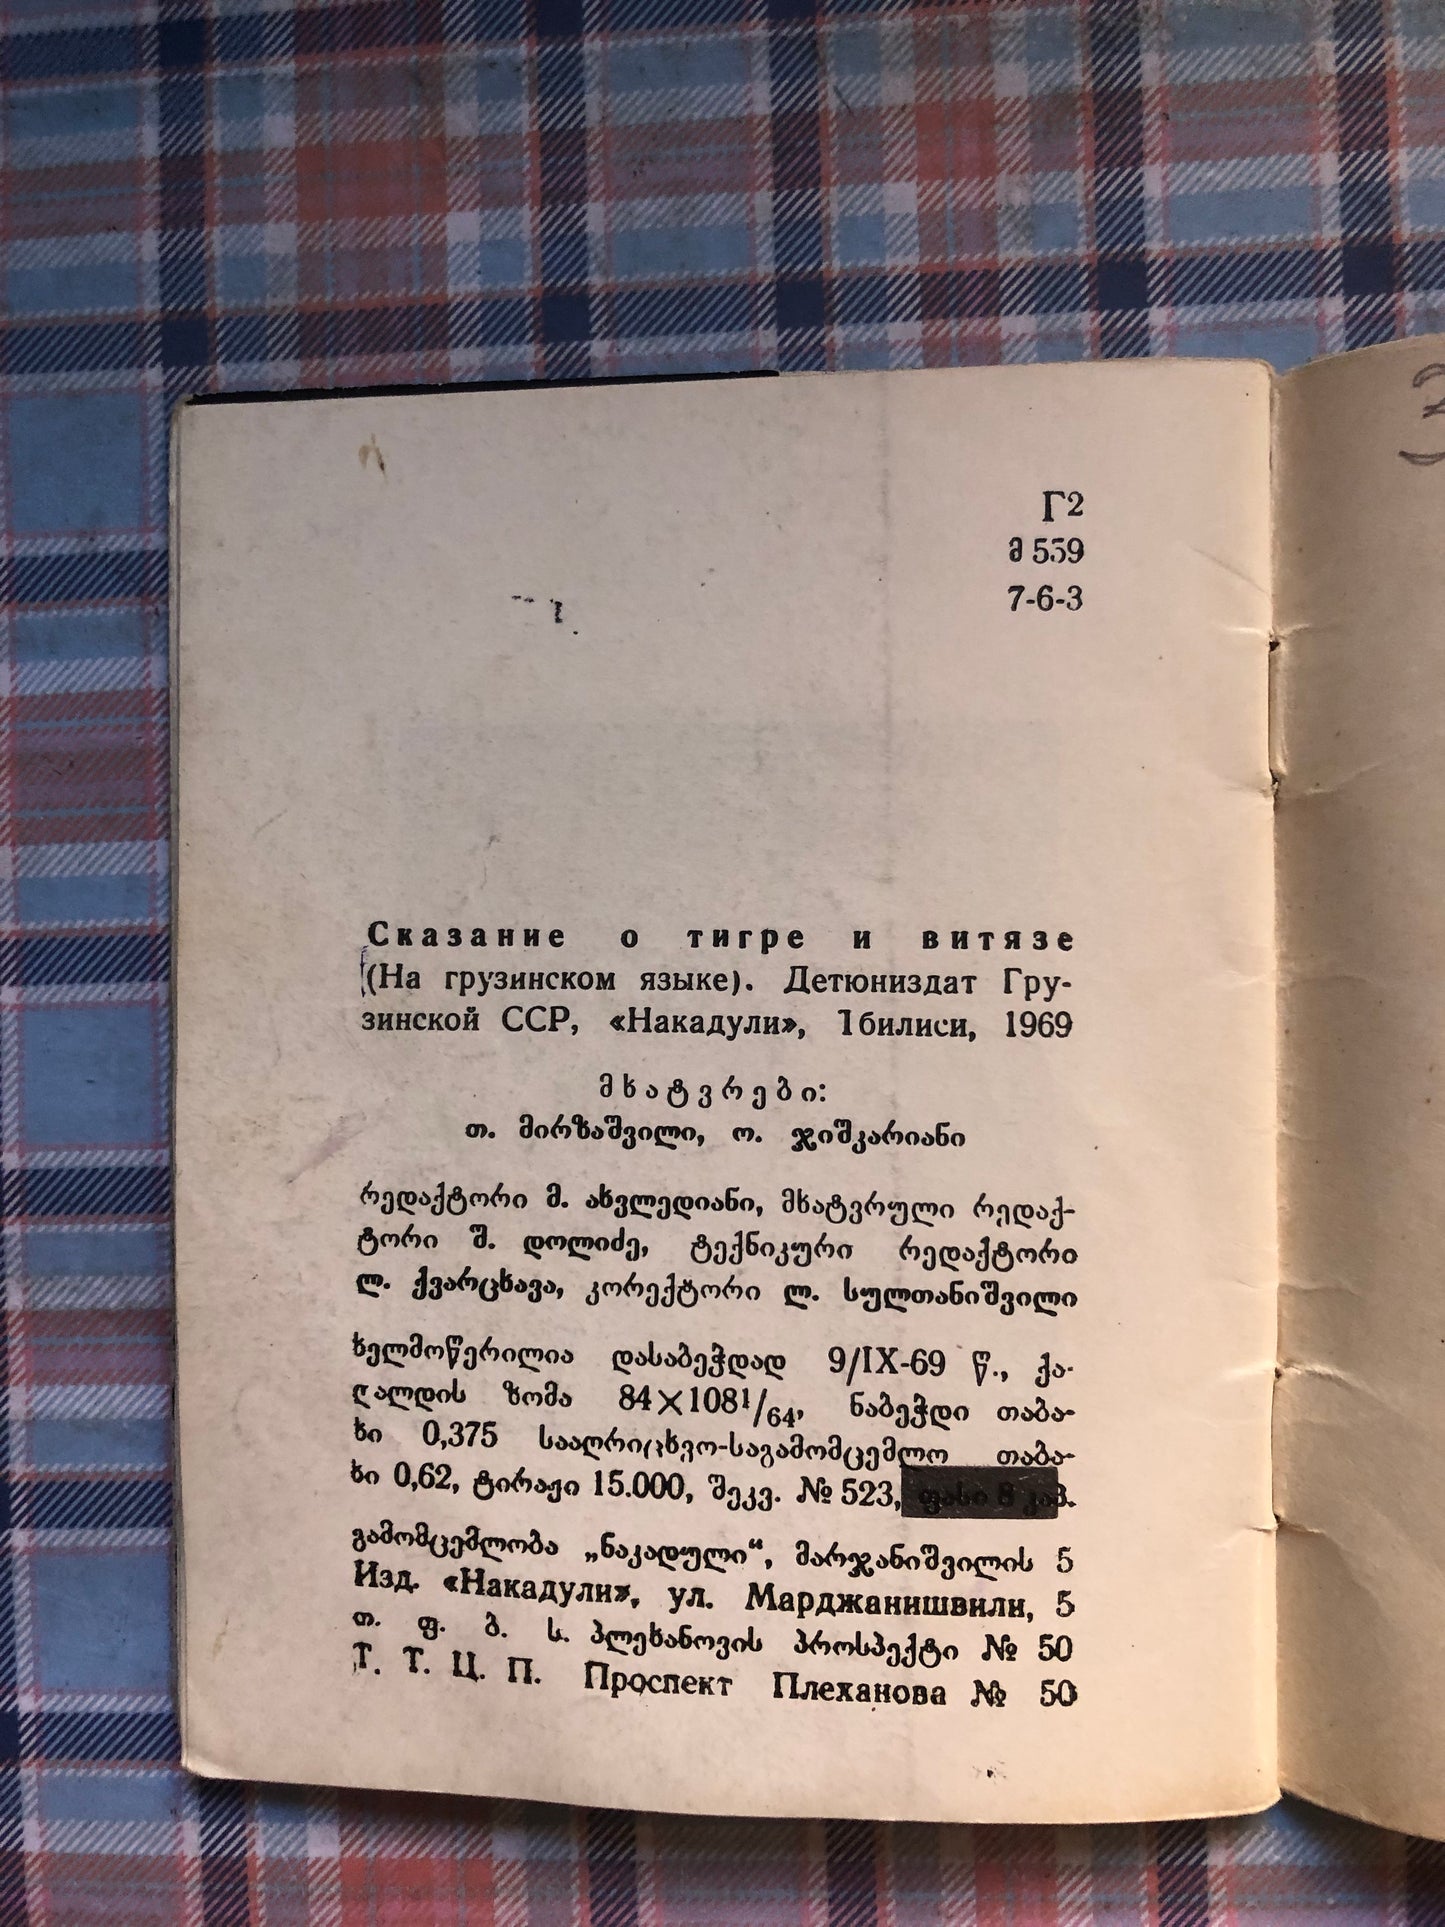 Г2
მ 559
7-6-3
Сказание о тигре и витязе
(На грузинском языке). Детюниздат Гру-
зинской ССР, «Накадули», Тбилиси, 1969
მხატვრები:
თ. მირზაშვილი, ო. ჯიშკარიანი
რედაქტორი მ. ახვლედიანი, მხატვრული რედაქ-
ტორი შ. დოლიძე, ტექნიკური რედაქტორი
ლ. ქვარცხავა, კორექტორი ლ. სულთანიშვილი
ხელმოწერილია დასაბეჭდად 9/IX-69 წ., ქა-
ღალდის ზომა 84×108¹/₆₄, ნაბეჭდი თაბა-
ხი 0,375 სააღრიცხვო-საგამომცემლო თაბა-
ხი 0,62, ტირაჟი 15.000, შეკვ. № 523, ფასი 8 კაპ.
გამომცემლობა „ნაკადული“, მარჯანიშვილის 5
Изд. «Накадули», ул. Марджанишвили, 5
თ. ფ. ბ. ს. პლეხანოვის პროსპექტი № 50
Т. Т. Ц. П. Проспект Плеханова № 50